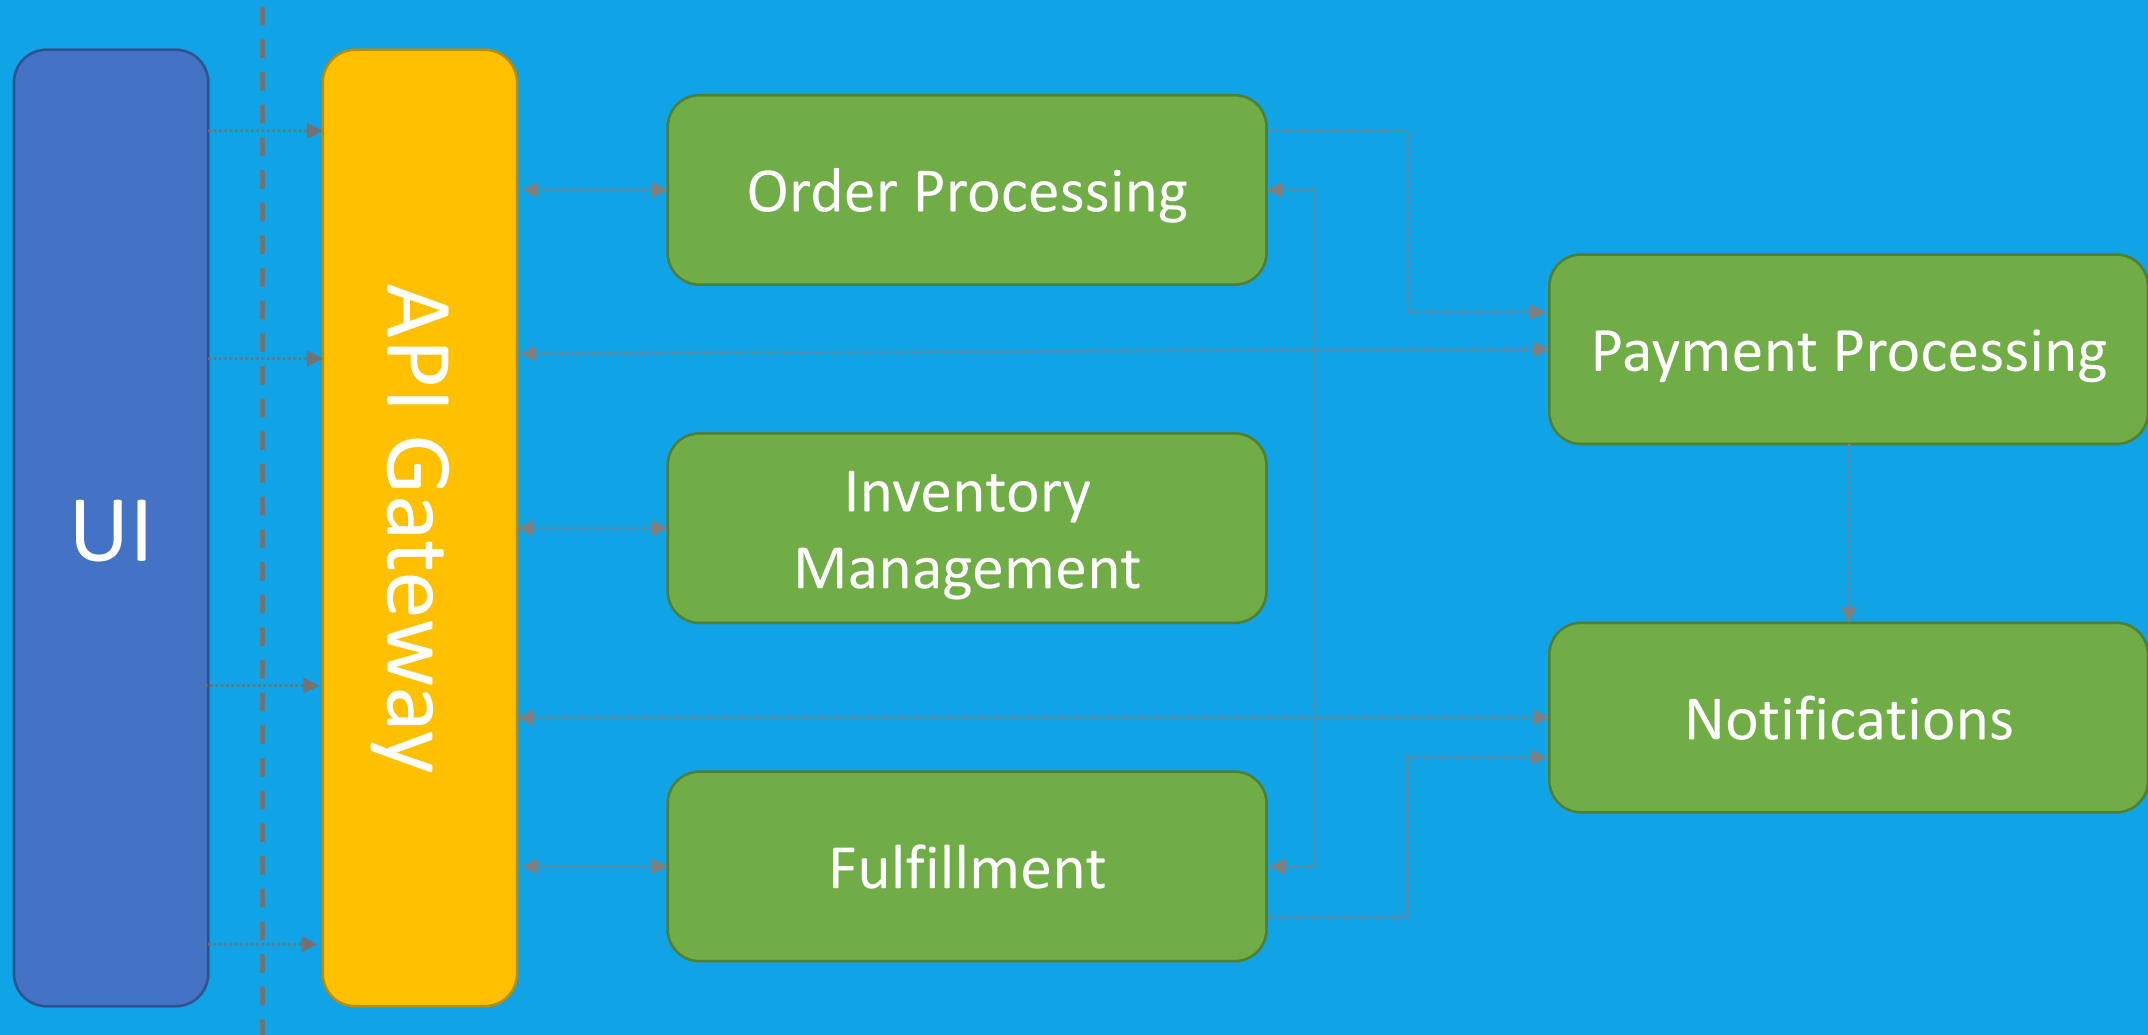 UI
API Gateway
Order Processing
Payment Processing
Inventory
Management
Notifications
Fulfillment